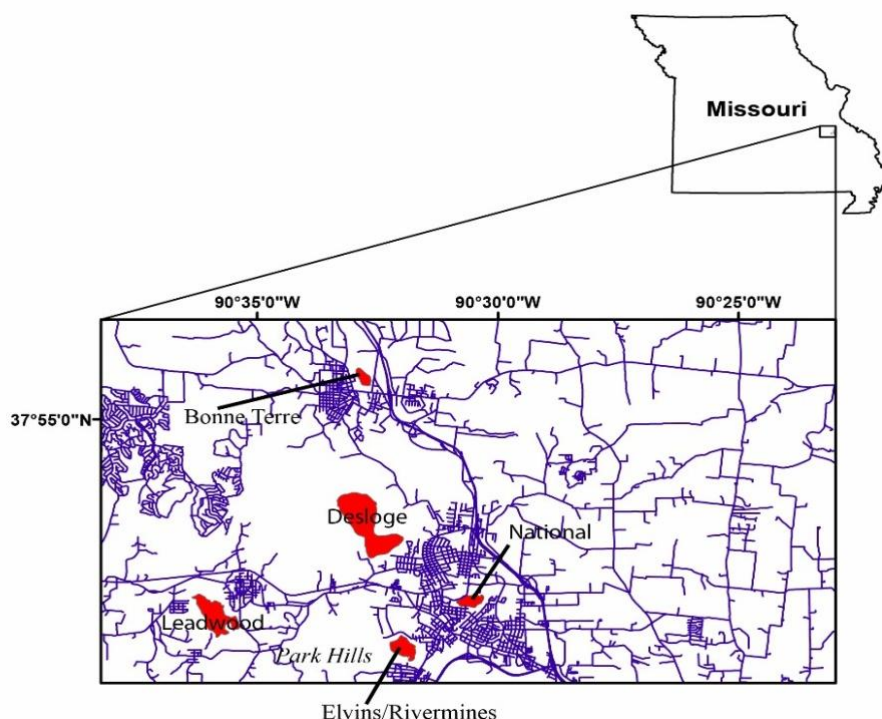 Missouri
90°35'0"W
90°30'0"W
90°25'0"W
37°55'0"N
Bonne Terre
Desloge
National
Leadwood
Park Hills
Elvins/Rivermines